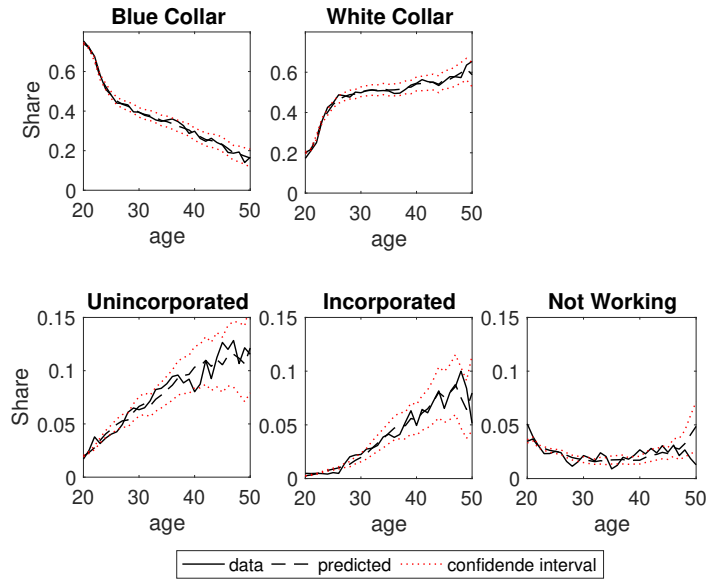 Blue Collar
White Collar
Share
0.6
0.4
0.2
0
20
30
40
50
age
0.6
0.4
0.2
0
20
30
40
50
age
Unincorporated
Incorporated
Not Working
Share
0.15
0.1
0.05
0
20
30
40
50
age
0.15
0.1
0.05
0
20
30
40
50
age
0.15
0.1
0.05
0
20
30
40
50
age
data
predicted
confidende interval